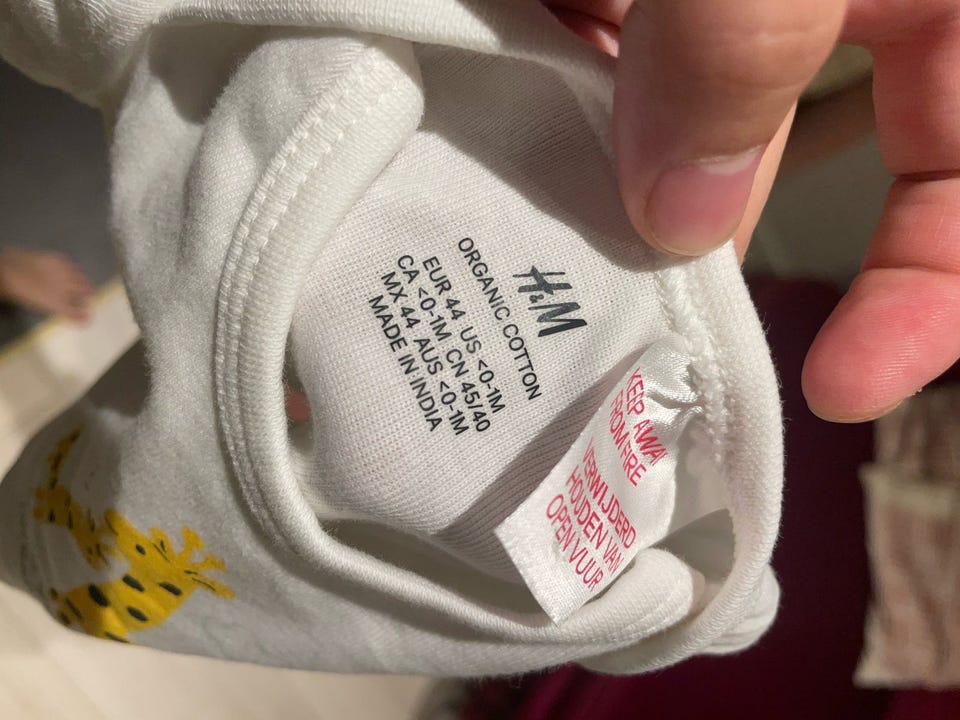 H&M
ORGANIC COTTON
EUR 44 US <0-1M
CA <0-1M CN 45/40
MX 44 AUS <0-1M
MADE IN INDIA
KEEP AWAY
FROM FIRE
VERWIJDERD
HOUDEN VAN
OPEN VUUR